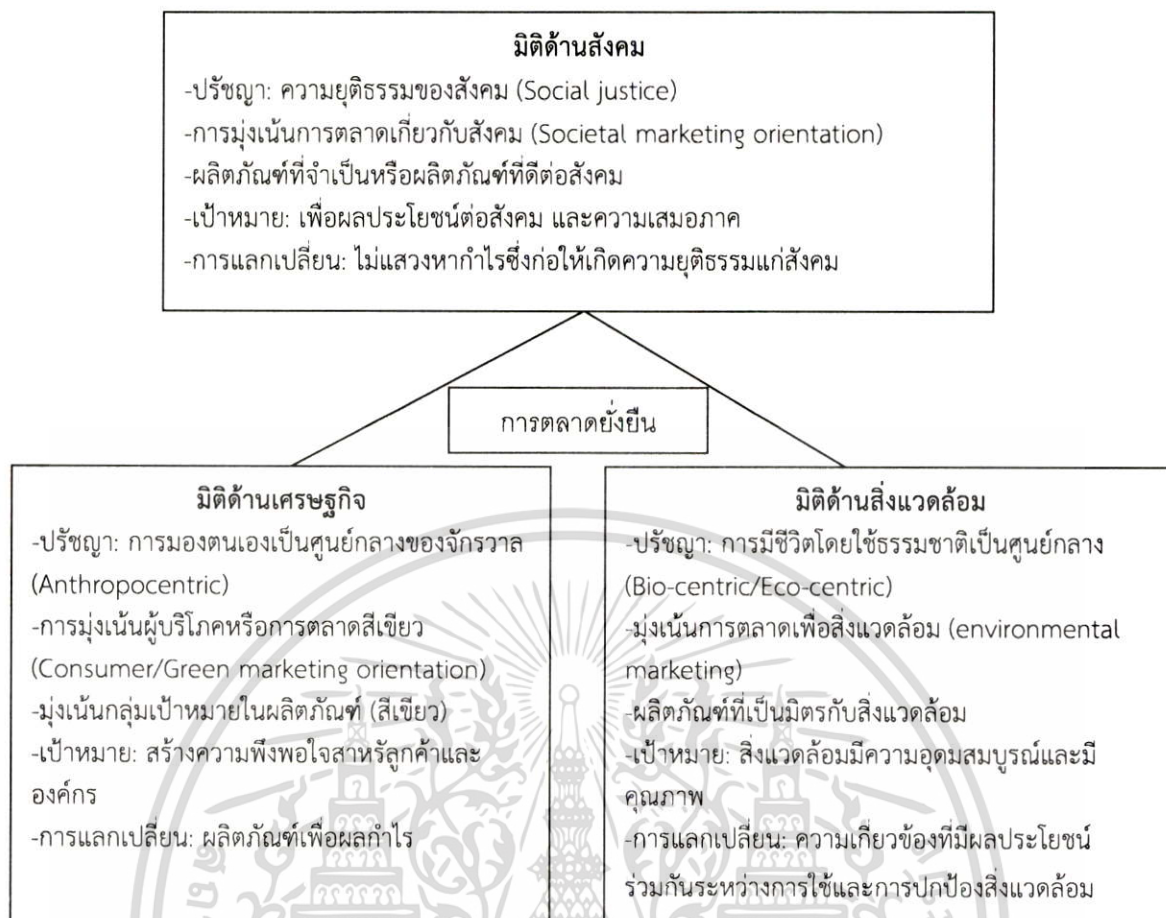 มิติด้านสังคม
-ปรัชญา: ความยุติธรรมของสังคม (Social justice)
-การมุ่งเน้นการตลาดเกี่ยวกับสังคม (Societal marketing orientation)
-ผลิตภัณฑ์ที่จำเป็นหรือผลิตภัณฑ์ที่ดีต่อสังคม
-เป้าหมาย: เพื่อผลประโยชน์ต่อสังคม และความเสมอภาค
-การแลกเปลี่ยน: ไม่แสวงหากำไรซึ่งก่อให้เกิดความยุติธรรมแก่สังคม
การตลาดยั่งยืน
มิติด้านเศรษฐกิจ
-ปรัชญา: การมองตนเองเป็นศูนย์กลางของจักรวาล
(Anthropocentric)
-การมุ่งเน้นผู้บริโภคหรือการตลาดสีเขียว
(Consumer/Green marketing orientation)
-มุ่งเน้นกลุ่มเป้าหมายในผลิตภัณฑ์ (สีเขียว)
-เป้าหมาย: สร้างความพึงพอใจสาหรัลูกค้าและ
องค์กร
-การแลกเปลี่ยน: ผลิตภัณฑ์เพื่อผลกำไร
มิติด้านสิ่งแวดล้อม
-ปรัชญา: การมีชีวิตโดยใช้ธรรมชาติเป็นศูนย์กลาง
(Bio-centric/Eco-centric)
-มุ่งเน้นการตลาดเพื่อสิ่งแวดล้อม (environmental
marketing)
-ผลิตภัณฑ์ที่เป็นมิตรกับสิ่งแวดล้อม
-เป้าหมาย: สิ่งแวดล้อมมีความอุดมสมบูรณ์และมี
คุณภาพ
-การแลกเปลี่ยน: ความเกี่ยวข้องที่มีผลประโยชน์
ร่วมกันระหว่างการใช้และการปกป้องสิ่งแวดล้อม